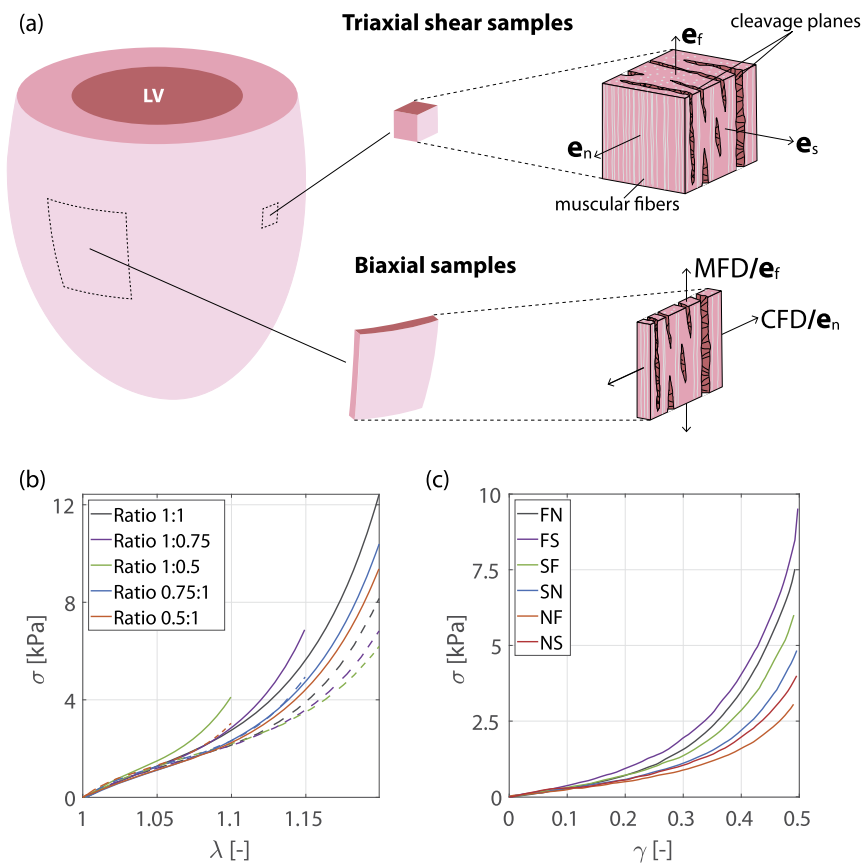 (a)
Triaxial shear samples
cleavage planes
LV
e_f
e_n
e_s
muscular fibers
Biaxial samples
MFD/e_f
CFD/e_n
(b)
12
8
4
0
σ [kPa]
Ratio 1:1
Ratio 1:0.75
Ratio 1:0.5
Ratio 0.75:1
Ratio 0.5:1
1
1.05
1.1
1.15
λ [-]
(c)
10
7.5
5
2.5
0
σ [kPa]
FN
FS
SF
SN
NF
NS
0
0.1
0.2
0.3
0.4
0.5
γ [-]